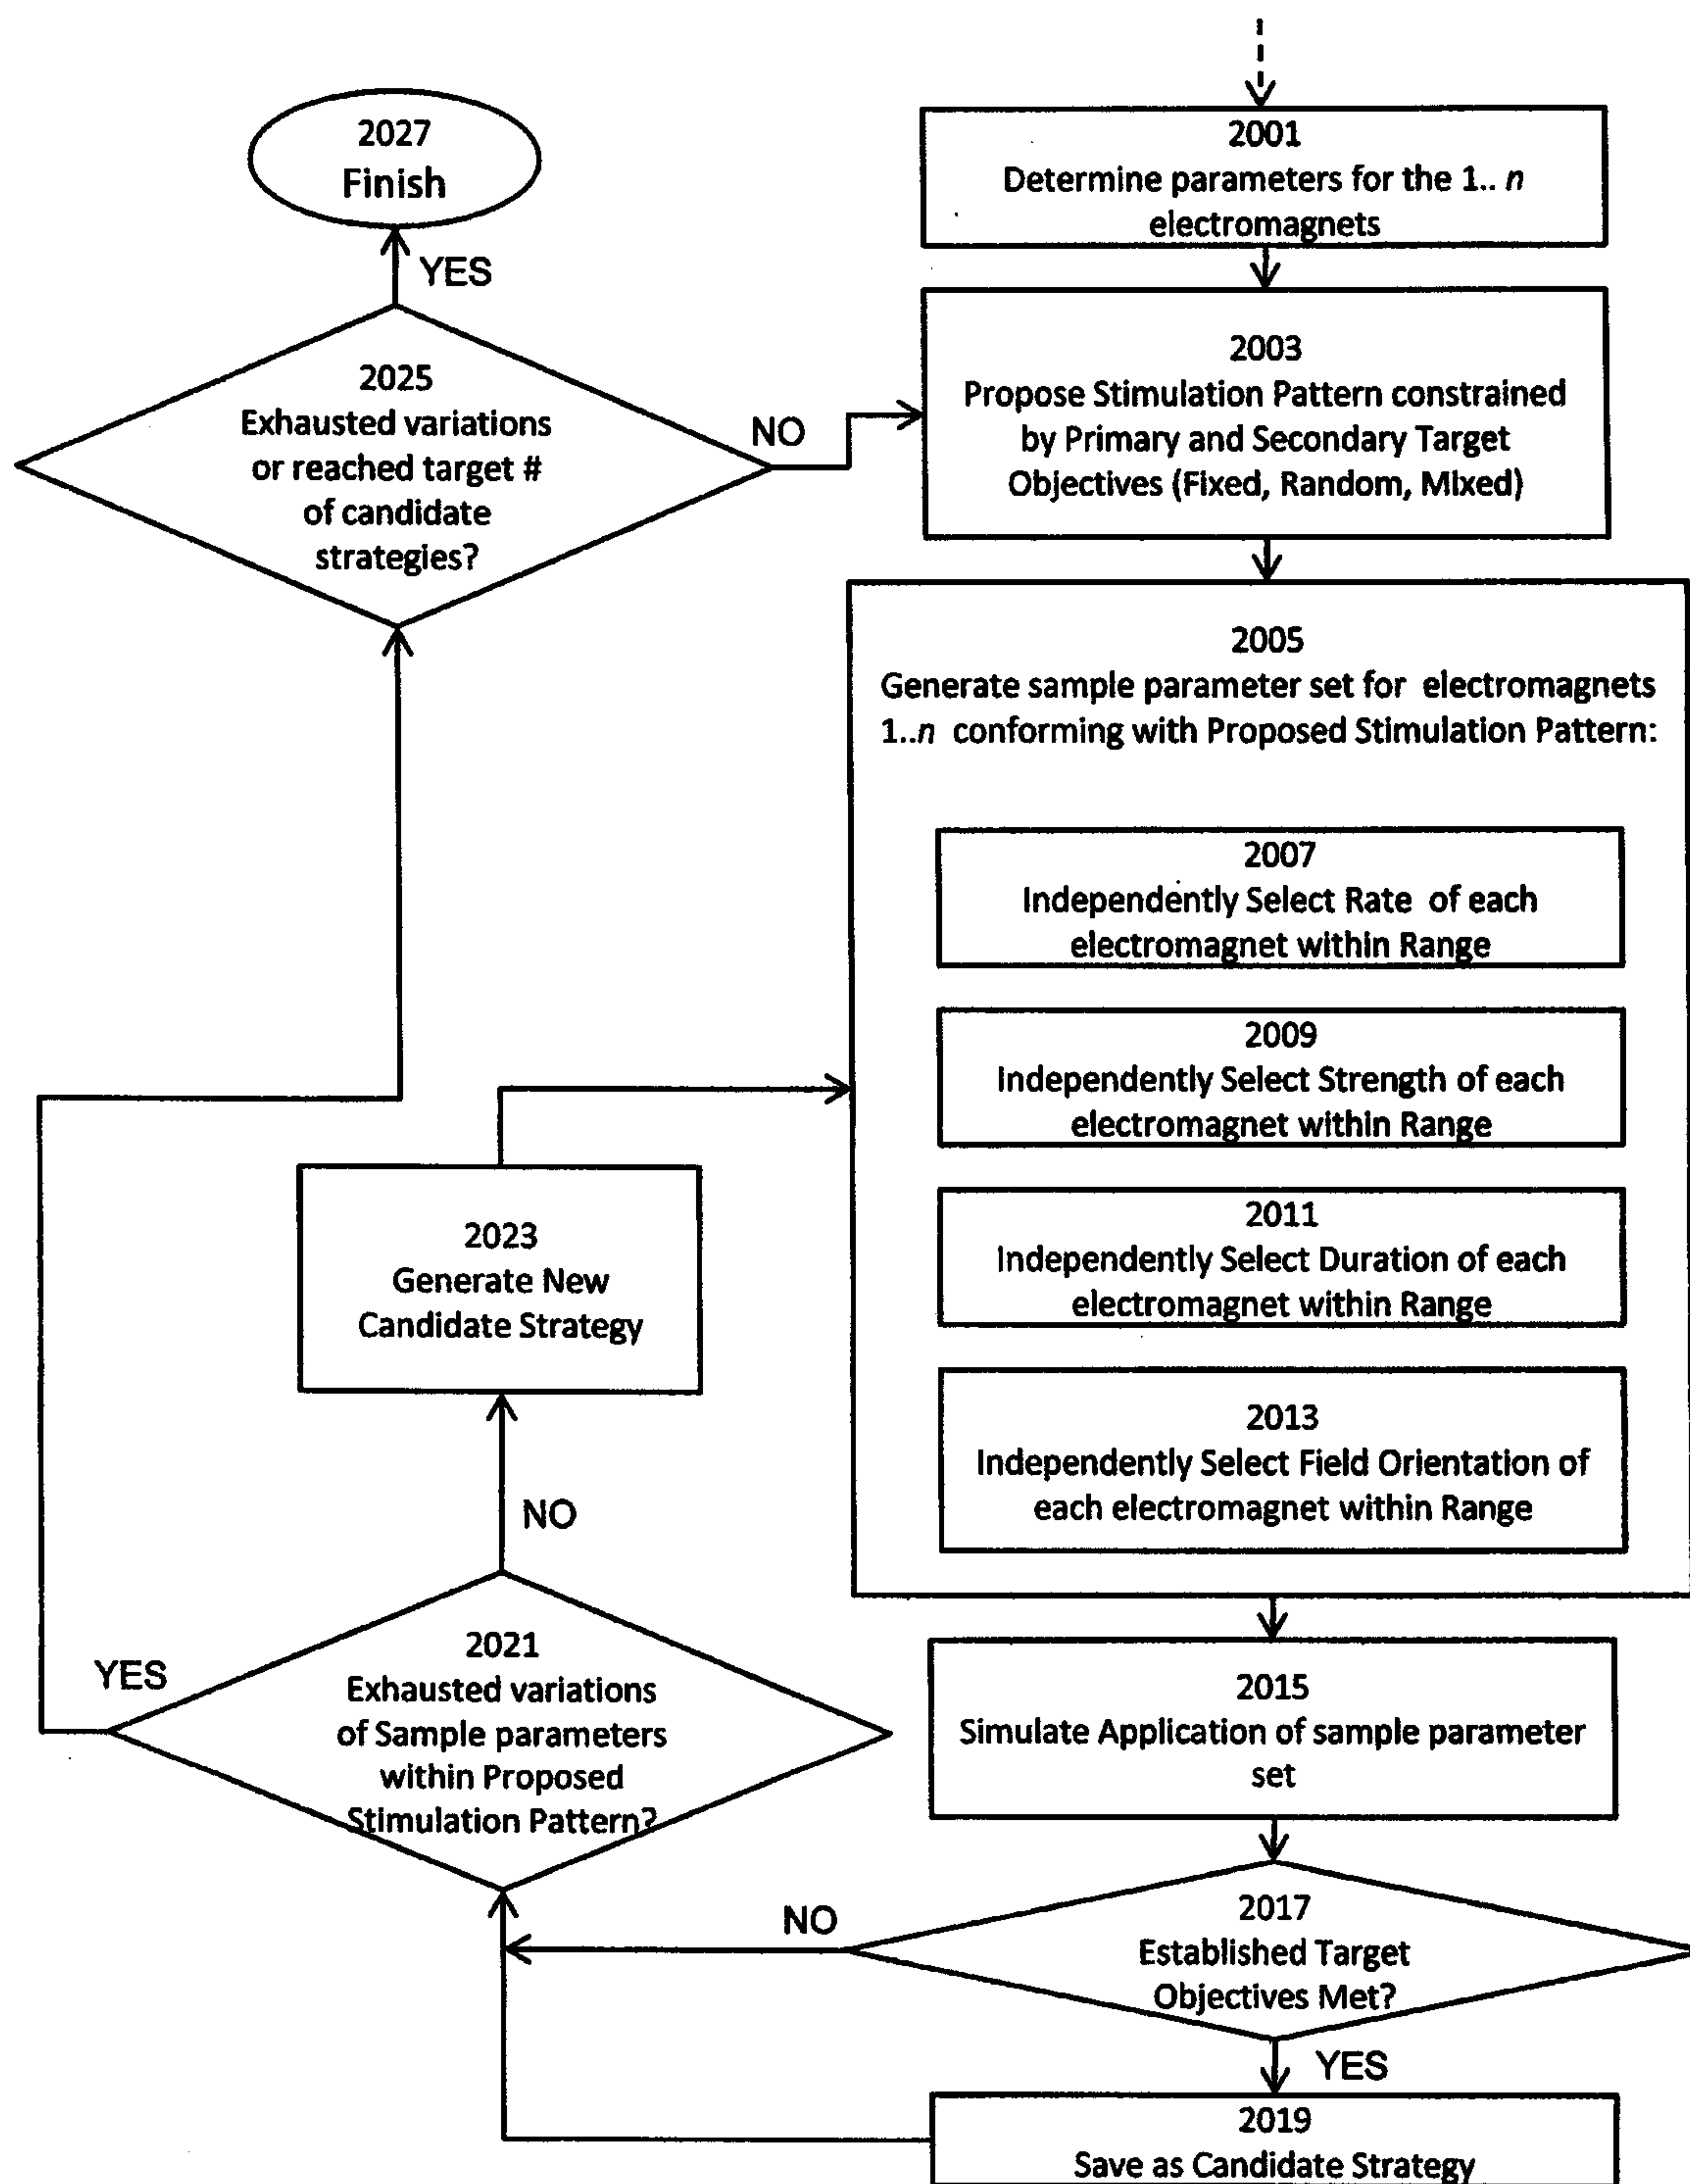 2001
Determine parameters for the 1.. n
electromagnets
2003
Propose Stimulation Pattern constrained
by Primary and Secondary Target
Objectives (Fixed, Random, Mixed)
2005
Generate sample parameter set for electromagnets
1..n conforming with Proposed Stimulation Pattern:
2007
Independently Select Rate of each
electromagnet within Range
2009
Independently Select Strength of each
electromagnet within Range
2011
Independently Select Duration of each
electromagnet within Range
2013
Independently Select Field Orientation of
each electromagnet within Range
2015
Simulate Application of sample parameter
set
2017
Established Target
Objectives Met?
NO
YES
2019
Save as Candidate Strategy
2021
Exhausted variations
of Sample parameters
within Proposed
Stimulation Pattern?
YES
NO
2023
Generate New
Candidate Strategy
2025
Exhausted variations
or reached target #
of candidate
strategies?
NO
YES
2027
Finish